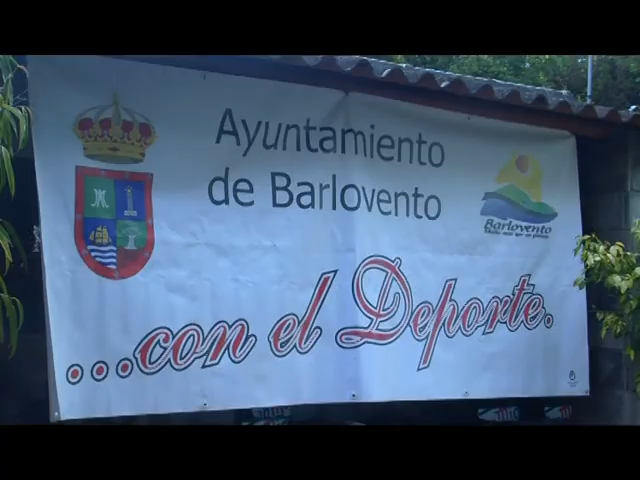 Ayuntamiento
de Barlovento
Barlovento
...con el Deporte.